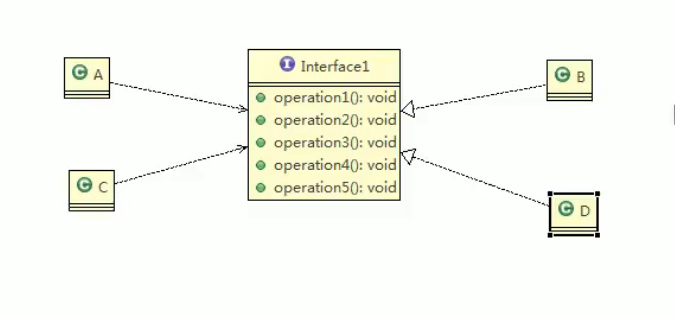 A
Interface1
B
operation1(): void
operation2(): void
operation3(): void
operation4(): void
operation5(): void
C
D